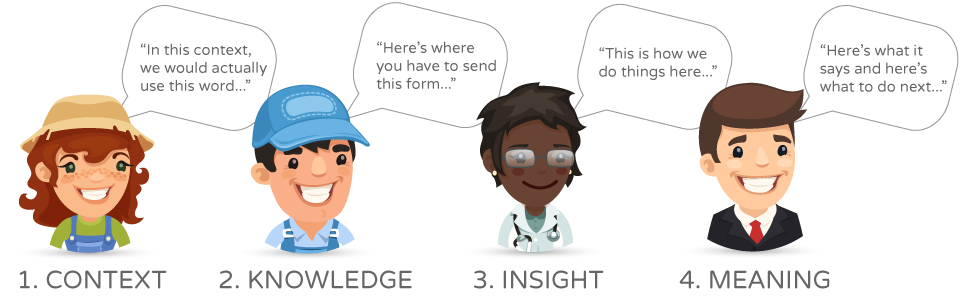 “In this context,
we would actually
use this word...”
“Here’s where
you have to send
this form...”
“This is how we
do things here...”
“Here’s what it
says and here’s
what to do next...”
1. CONTEXT
2. KNOWLEDGE
3. INSIGHT
4. MEANING